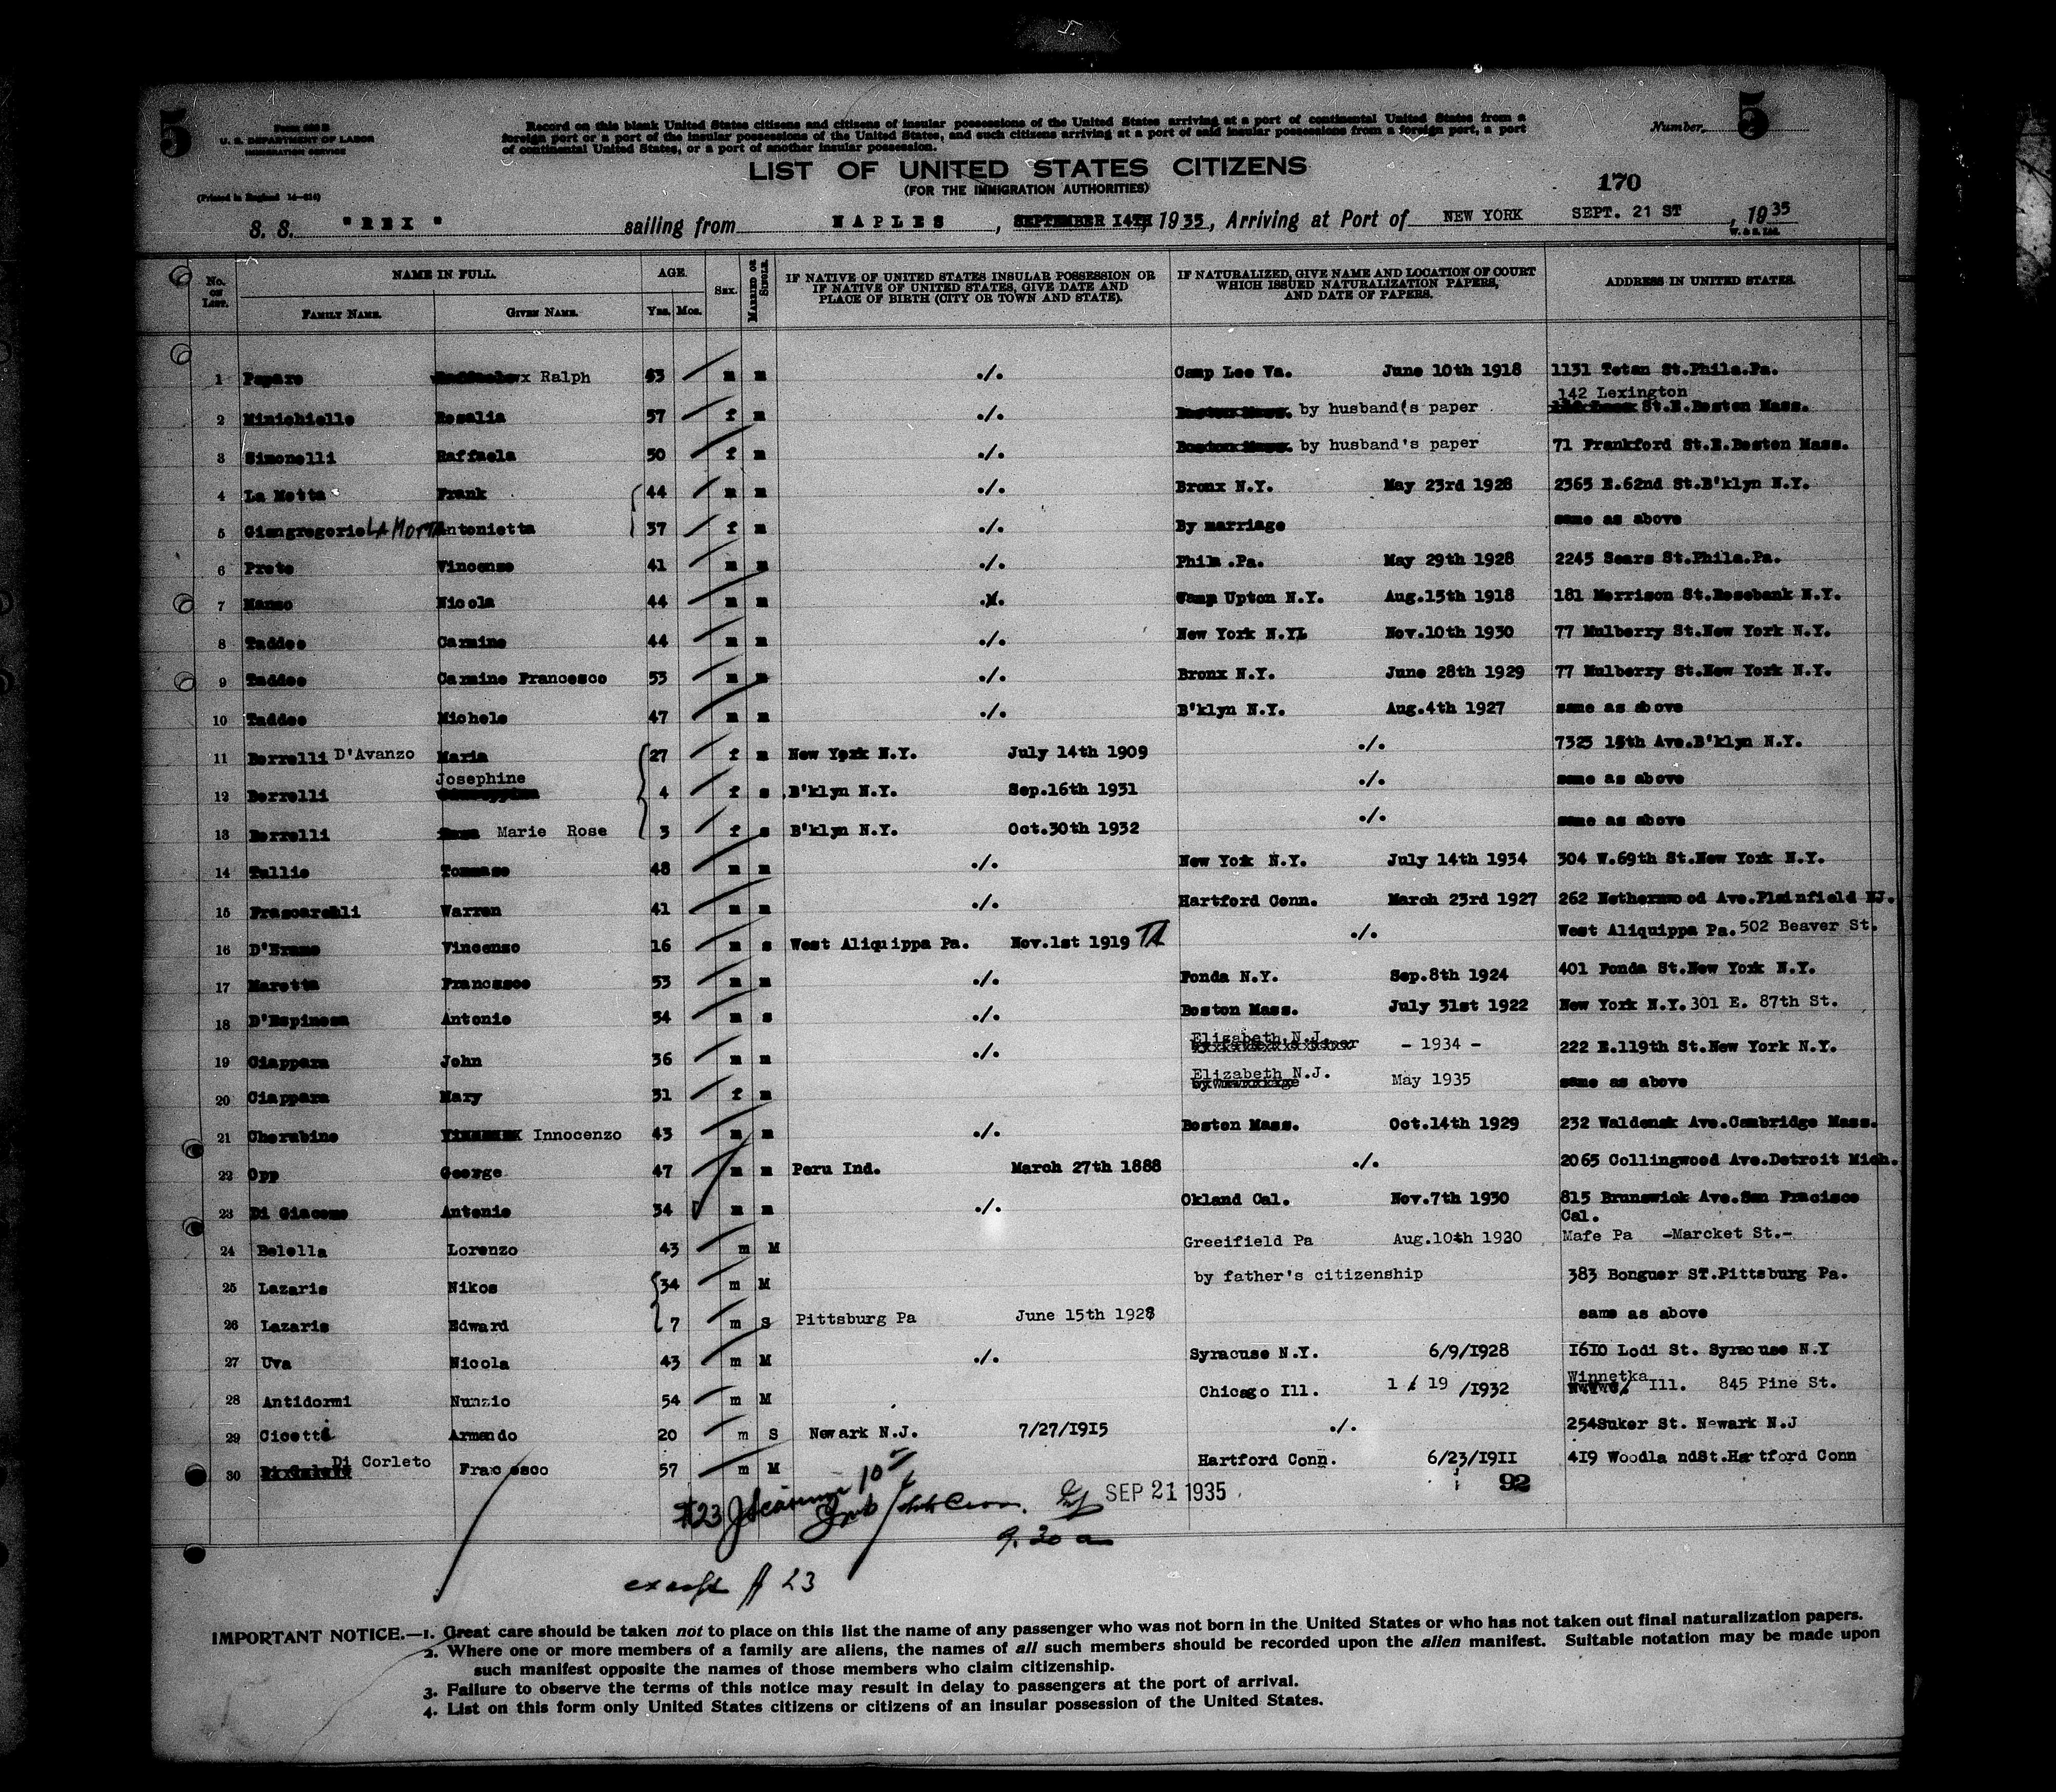 5
Form 630 B
U. S. DEPARTMENT OF LABOR
IMMIGRATION SERVICE
(Printed in England 14—614)
Record on this blank United States citizens and citizens of insular possessions of the United States arriving at a port of continental United States from a
foreign port or a port of the insular possessions of the United States, and such citizens arriving at a port of said insular possessions from a foreign port, a port
of continental United States, or a port of another insular possession.
Number 5
LIST OF UNITED STATES CITIZENS
(FOR THE IMMIGRATION AUTHORITIES)
170
S. S. "REX" sailing from NAPLES, SEPTEMBER 14TH 1935, Arriving at Port of NEW YORK SEPT. 21 ST, 1935
W. & S. Ltd.
No. on List. NAME IN FULL. AGE. Sex. Married or Single. IF NATIVE OF UNITED STATES INSULAR POSSESSION OR IF NATIVE OF UNITED STATES, GIVE DATE AND PLACE OF BIRTH (CITY OR TOWN AND STATE). IF NATURALIZED, GIVE NAME AND LOCATION OF COURT WHICH ISSUED NATURALIZATION PAPERS, AND DATE OF PAPERS. ADDRESS IN UNITED STATES.
Family Name. Given Name. Yrs. Mos.
1 Paparo x Ralph 43 m m ./. Camp Lee Va. June 10th 1918 1131 Tetan St.Phila.Pa.
142 Lexington
2 Minichiello Rosalia 57 f m ./. by husband's paper St.E.Boston Mass.
3 Simonelli Raffaela 50 f m ./. by husband's paper 71 Frankford St.E.Boston Mass.
4 La Motta Frank 44 m m ./. Bronx N.Y. May 23rd 1928 2365 E.62nd St.B'klyn N.Y.
5 Giangregorio LA MOTTA Antonietta 37 f m ./. By marriage same as above
6 Preto Vincenzo 41 m m ./. Phila .Pa. May 29th 1928 2245 Sears St.Phila.Pa.
7 Manzo Nicola 44 m m ./. Camp Upton N.Y. Aug.15th 1918 181 Morrison St.Rosebank N.Y.
8 Taddeo Carmine 44 m m ./. New York N.Y. Nov.10th 1930 77 Mulberry St.New York N.Y.
9 Taddeo Carmine Francesco 53 m m ./. Bronx N.Y. June 28th 1929 77 Mulberry St.New York N.Y.
10 Taddeo Michele 47 m m ./. B'klyn N.Y. Aug.4th 1927 same as above
11 Borrelli D'Avanzo Maria 27 f m New York N.Y. July 14th 1909 ./. 7323 15th Ave.B'klyn N.Y.
12 Borrelli Josephine 4 f s B'klyn N.Y. Sep.16th 1931 ./. same as above
13 Borrelli Marie Rose 3 f s B'klyn N.Y. Oct.30th 1932 ./. same as above
14 Tullio Tommaso 48 m m ./. New York N.Y. July 14th 1934 304 W.69th St.New York N.Y.
15 Frascarelli Warren 41 m m ./. Hartford Conn. March 23rd 1927 262 Netherwood Ave.Plainfield NJ.
16 D'Eramo Vincenzo 16 m s West Aliquippa Pa. Nov.1st 1919 ./. West Aliquippa Pa. 502 Beaver St.
17 Maretta Francesco 53 m m ./. Fonda N.Y. Sep.8th 1924 401 Fonda St.New York N.Y.
18 D'Espinosa Antonio 34 m s ./. Boston Mass. July 31st 1922 New York N.Y. 301 E. 87th St.
19 Ciappara John 36 m m ./. Elizabeth N.J. - 1934 - 222 E.119th St.New York N.Y.
20 Ciappara Mary 31 f m Elizabeth N.J. May 1935 same as above
21 Cherubino Innocenzo 43 m m ./. Boston Mass. Oct.14th 1929 232 Waldensk Ave.Cambridge Mass.
22 Opp George 47 m m Peru Ind. March 27th 1888 ./. 2065 Collingwood Ave.Detroit Mich.
23 Di Giacomo Antonio 34 m m ./. Okland Cal. Nov.7th 1930 815 Brunswick Ave.San Fracisco
Cal.
24 Belella Lorenzo 43 m M Greeifield Pa Aug.10th 1920 Mafe Pa -Marcket St.-
25 Lazaris Nikos 34 m M by father's citizenship 383 Bonguer ST.Pittsburg Pa.
26 Lazaris Edward 7 m S Pittsburg Pa June 15th 1928 same as above
27 Uva Nicola 43 m M ./. Syracuse N.Y. 6/9/1928 1610 Lodi St. Syracuse N.Y
28 Antidormi Nunzio 54 m M Chicago Ill. 1 / 19 /1932 Winnetka Ill. 845 Pine St.
29 Cicetti Armando 20 m S Newark N.J. 7/27/1915 ./. 254Suker St. Newark N.J
30 Di Corleto Francesco 57 m M Hartford Conn. 6/23/1911 419 Woodla ndSt.Hartford Conn
92
#23
SEP 21 1935
9.30 a
except # 23
IMPORTANT NOTICE.—1. Great care should be taken not to place on this list the name of any passenger who was not born in the United States or who has not taken out final naturalization papers.
2. Where one or more members of a family are aliens, the names of all such members should be recorded upon the alien manifest. Suitable notation may be made upon
such manifest opposite the names of those members who claim citizenship.
3. Failure to observe the terms of this notice may result in delay to passengers at the port of arrival.
4. List on this form only United States citizens or citizens of an insular possession of the United States.